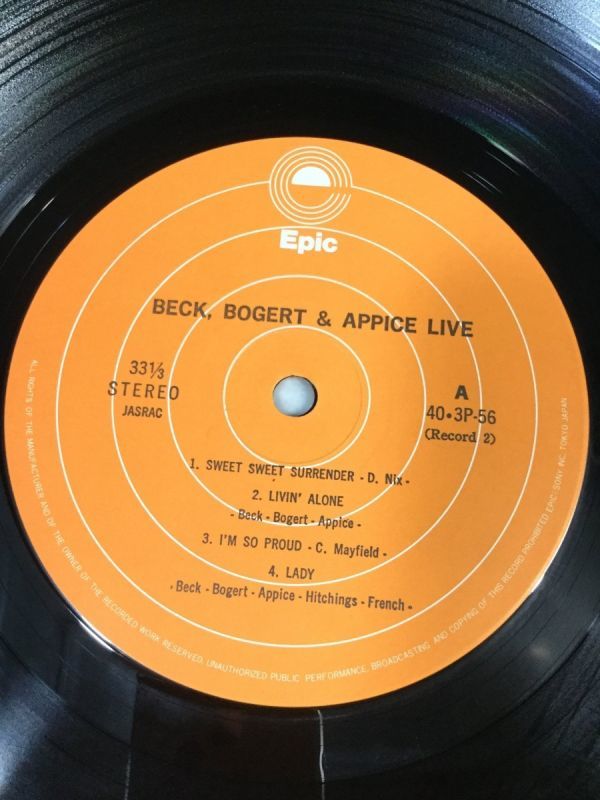 Epic
BECK, BOGERT & APPICE LIVE
33⅓
STEREO
JASRAC
A
40・3P-56
(Record 2)
1. SWEET SWEET SURRENDER - D. Nix -
2. LIVIN' ALONE
- Beck - Bogert - Appice -
3. I'M SO PROUD - C. Mayfield -
4. LADY
- Beck - Bogert - Appice - Hitchings - French -
ALL RIGHTS OF THE MANUFACTURER AND OF THE OWNER OF THE RECORDED WORK RESERVED, UNAUTHORIZED PUBLIC PERFORMANCE, BROADCASTING AND COPYING OF THIS RECORD PROHIBITED EPIC/SONY INC. TOKYO JAPAN